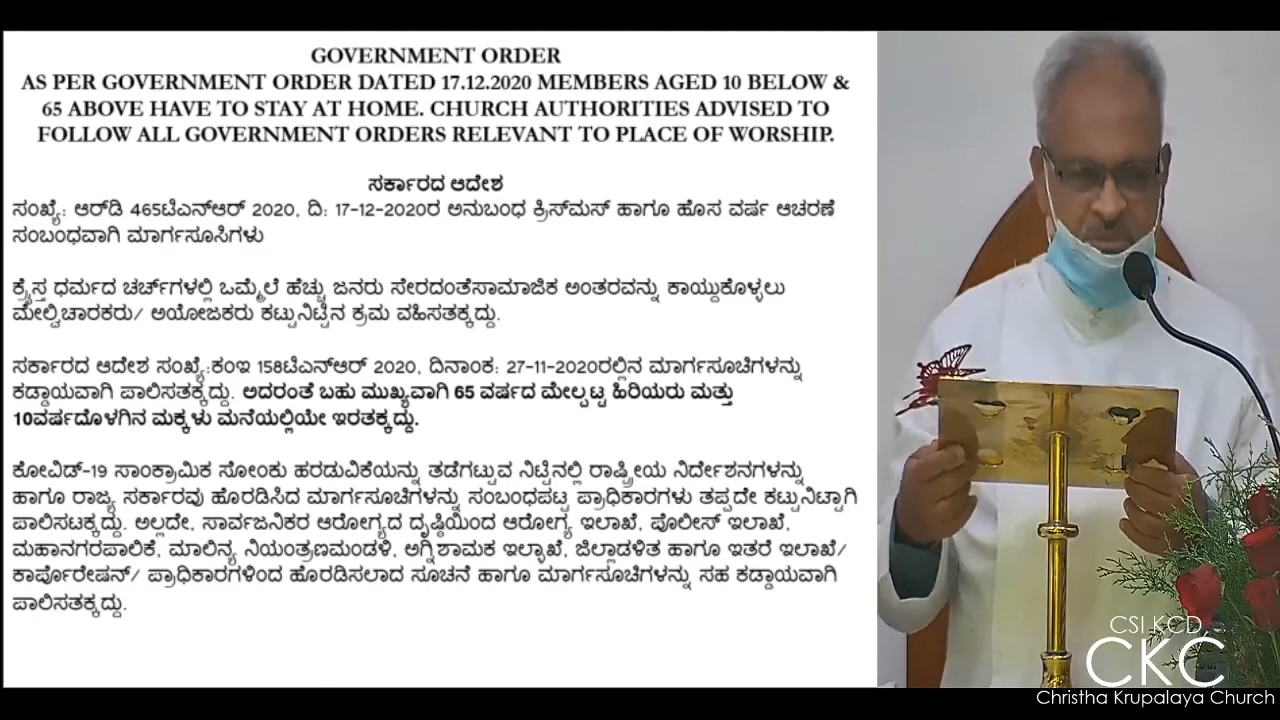 GOVERNMENT ORDER
AS PER GOVERNMENT ORDER DATED 17.12.2020 MEMBERS AGED 10 BELOW &
65 ABOVE HAVE TO STAY AT HOME. CHURCH AUTHORITIES ADVISED TO
FOLLOW ALL GOVERNMENT ORDERS RELEVANT TO PLACE OF WORSHIP.
ಸರ್ಕಾರದ ಆದೇಶ
ಸಂಖ್ಯೆ: ಆರ್‌ಡಿ 465ಟಿಎನ್‌ಆರ್ 2020, ದಿ: 17-12-2020ರ ಅನುಬಂಧ ಕ್ರಿಸ್‌ಮಸ್ ಹಾಗೂ ಹೊಸ ವರ್ಷ ಆಚರಣೆ
ಸಂಬಂಧವಾಗಿ ಮಾರ್ಗಸೂಸಿಗಳು
ಕ್ರೈಸ್ತ ಧರ್ಮದ ಚರ್ಚ್‌ಗಳಲ್ಲಿ ಒಮ್ಮೆಲೆ ಹೆಚ್ಚು ಜನರು ಸೇರದಂತೆಸಾಮಾಜಿಕ ಅಂತರವನ್ನು ಕಾಯ್ದುಕೊಳ್ಳಲು
ಮೇಲ್ವಿಚಾರಕರು/ ಅಯೋಜಕರು ಕಟ್ಟುನಿಟ್ಟಿನ ಕ್ರಮ ವಹಿಸತಕ್ಕದ್ದು.
ಸರ್ಕಾರದ ಆದೇಶ ಸಂಖ್ಯೆ:ಕಂಇ 158ಟಿಎನ್‌ಆರ್ 2020, ದಿನಾಂಕ: 27-11-2020ರಲ್ಲಿನ ಮಾರ್ಗಸೂಚಿಗಳನ್ನು
ಕಡ್ಡಾಯವಾಗಿ ಪಾಲಿಸತಕ್ಕದ್ದು. ಅದರಂತೆ ಬಹು ಮುಖ್ಯವಾಗಿ 65 ವರ್ಷದ ಮೇಲ್ಪಟ್ಟ ಹಿರಿಯರು ಮತ್ತು
10ವರ್ಷದೊಳಗಿನ ಮಕ್ಕಳು ಮನೆಯಲ್ಲಿಯೇ ಇರತಕ್ಕದ್ದು.
ಕೋವಿಡ್-19 ಸಾಂಕ್ರಾಮಿಕ ಸೋಂಕು ಹರಡುವಿಕೆಯನ್ನು ತಡೆಗಟ್ಟುವ ನಿಟ್ಟಿನಲ್ಲಿ ರಾಷ್ಟ್ರೀಯ ನಿರ್ದೇಶನಗಳನ್ನು
ಹಾಗೂ ರಾಜ್ಯ ಸರ್ಕಾರವು ಹೊರಡಿಸಿದ ಮಾರ್ಗಸೂಚಿಗಳನ್ನು ಸಂಬಂಧಪಟ್ಟ ಪ್ರಾಧಿಕಾರಗಳು ತಪ್ಪದೇ ಕಟ್ಟುನಿಟ್ಟಾಗಿ
ಪಾಲಿಸಟಕ್ಕದ್ದು. ಅಲ್ಲದೇ, ಸಾರ್ವಜನಿಕರ ಆರೋಗ್ಯದ ದೃಷ್ಠಿಯಿಂದ ಆರೋಗ್ಯ ಇಲಾಖೆ, ಪೊಲೀಸ್ ಇಲಾಖೆ,
ಮಹಾನಗರಪಾಲಿಕೆ, ಮಾಲಿನ್ಯ ನಿಯಂತ್ರಣಮಂಡಳಿ, ಅಗ್ನಿಶಾಮಕ ಇಲ್ಖಾಖೆ, ಜಿಲ್ಲಾಡಳಿತ ಹಾಗೂ ಇತರೆ ಇಲಾಖೆ/
ಕಾರ್ಪೊರೇಷನ್/ ಪ್ರಾಧಿಕಾರಗಳಿಂದ ಹೊರಡಿಸಲಾದ ಸೂಚನೆ ಹಾಗೂ ಮಾರ್ಗಸೂಚಿಗಳನ್ನು ಸಹ ಕಡ್ಡಾಯವಾಗಿ
ಪಾಲಿಸತಕ್ಕದ್ದು.
CSI KCD
CKC
Christha Krupalaya Church